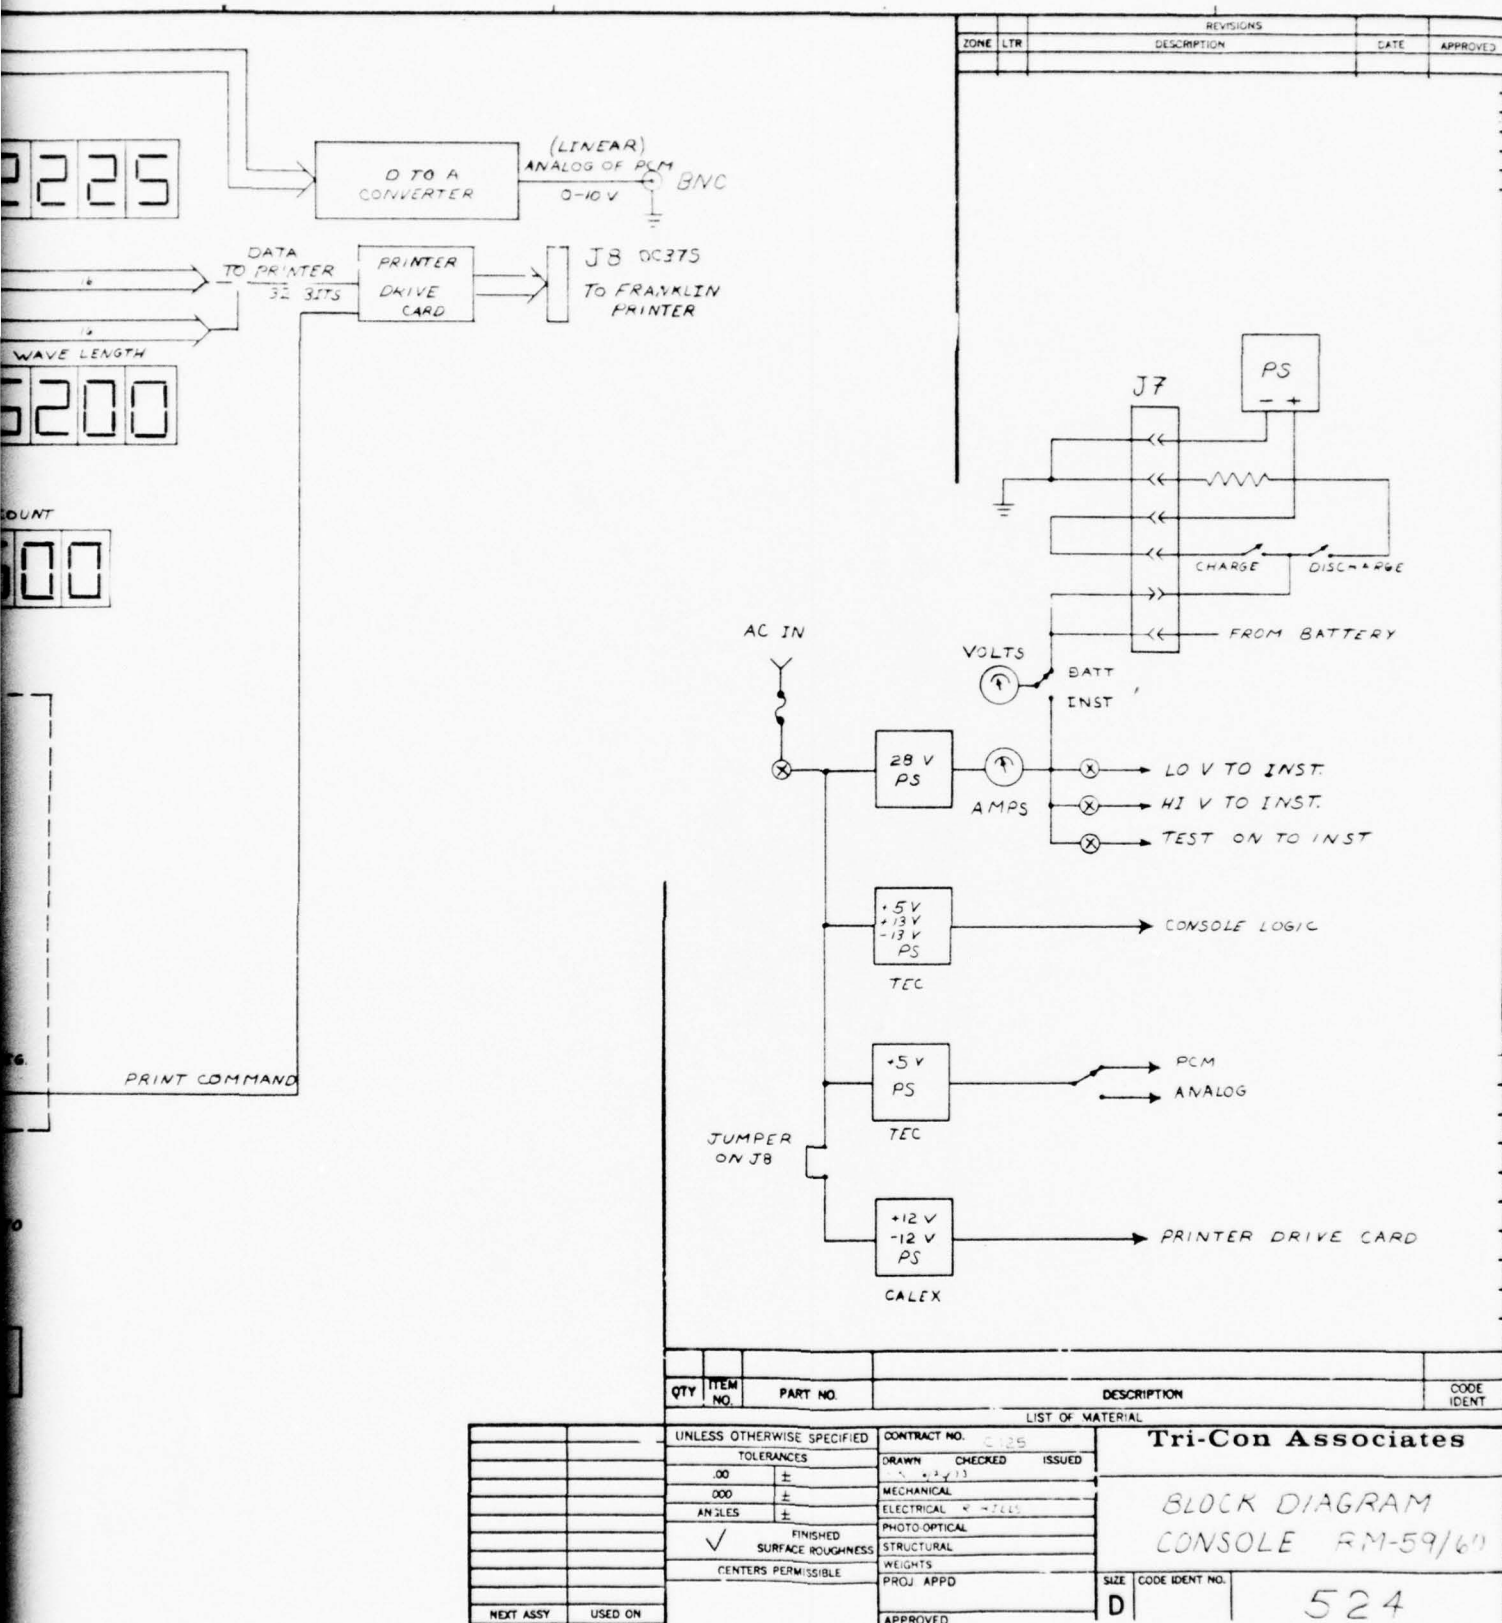 REVISIONS
ZONE LTR DESCRIPTION DATE APPROVED
2225
D TO A
CONVERTER
(LINEAR)
ANALOG OF PCM
0-10 V
BNC
DATA
TO PRINTER
32 BITS
16
16
PRINTER
DRIVE
CARD
J8 DC37S
TO FRANKLIN
PRINTER
WAVE LENGTH
5200
OUNT
00
PRINT COMMAND
PS
- +
J7
CHARGE DISCHARGE
FROM BATTERY
AC IN
VOLTS
BATT
INST
28 V
PS
AMPS
LO V TO INST.
HI V TO INST.
TEST ON TO INST
+5V
+13V
-13V
PS
TEC
CONSOLE LOGIC
+5V
PS
TEC
PCM
ANALOG
JUMPER
ON J8
+12 V
-12 V
PS
CALEX
PRINTER DRIVE CARD
QTY ITEM NO. PART NO. DESCRIPTION CODE IDENT
LIST OF MATERIAL
UNLESS OTHERWISE SPECIFIED
TOLERANCES
.00 ±
000 ±
ANGLES ±
√ FINISHED
SURFACE ROUGHNESS
CENTERS PERMISSIBLE
CONTRACT NO.
DRAWN CHECKED ISSUED
MECHANICAL
ELECTRICAL
PHOTO-OPTICAL
STRUCTURAL
WEIGHTS
PROJ APPD
APPROVED
Tri-Con Associates
BLOCK DIAGRAM
CONSOLE RM-59/60
SIZE
D
CODE IDENT NO.
524
NEXT ASSY USED ON